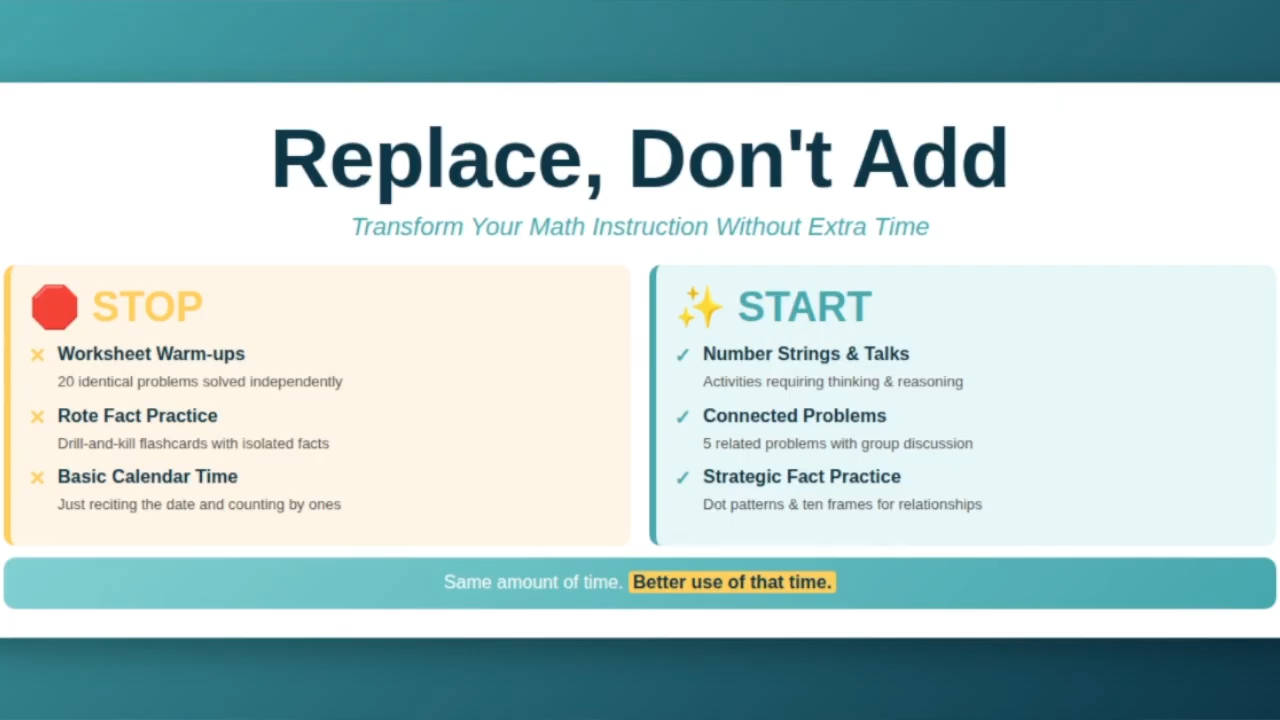 Replace, Don't Add
Transform Your Math Instruction Without Extra Time
STOP
Worksheet Warm-ups
20 identical problems solved independently
Rote Fact Practice
Drill-and-kill flashcards with isolated facts
Basic Calendar Time
Just reciting the date and counting by ones
START
Number Strings & Talks
Activities requiring thinking & reasoning
Connected Problems
5 related problems with group discussion
Strategic Fact Practice
Dot patterns & ten frames for relationships
Same amount of time. Better use of that time.